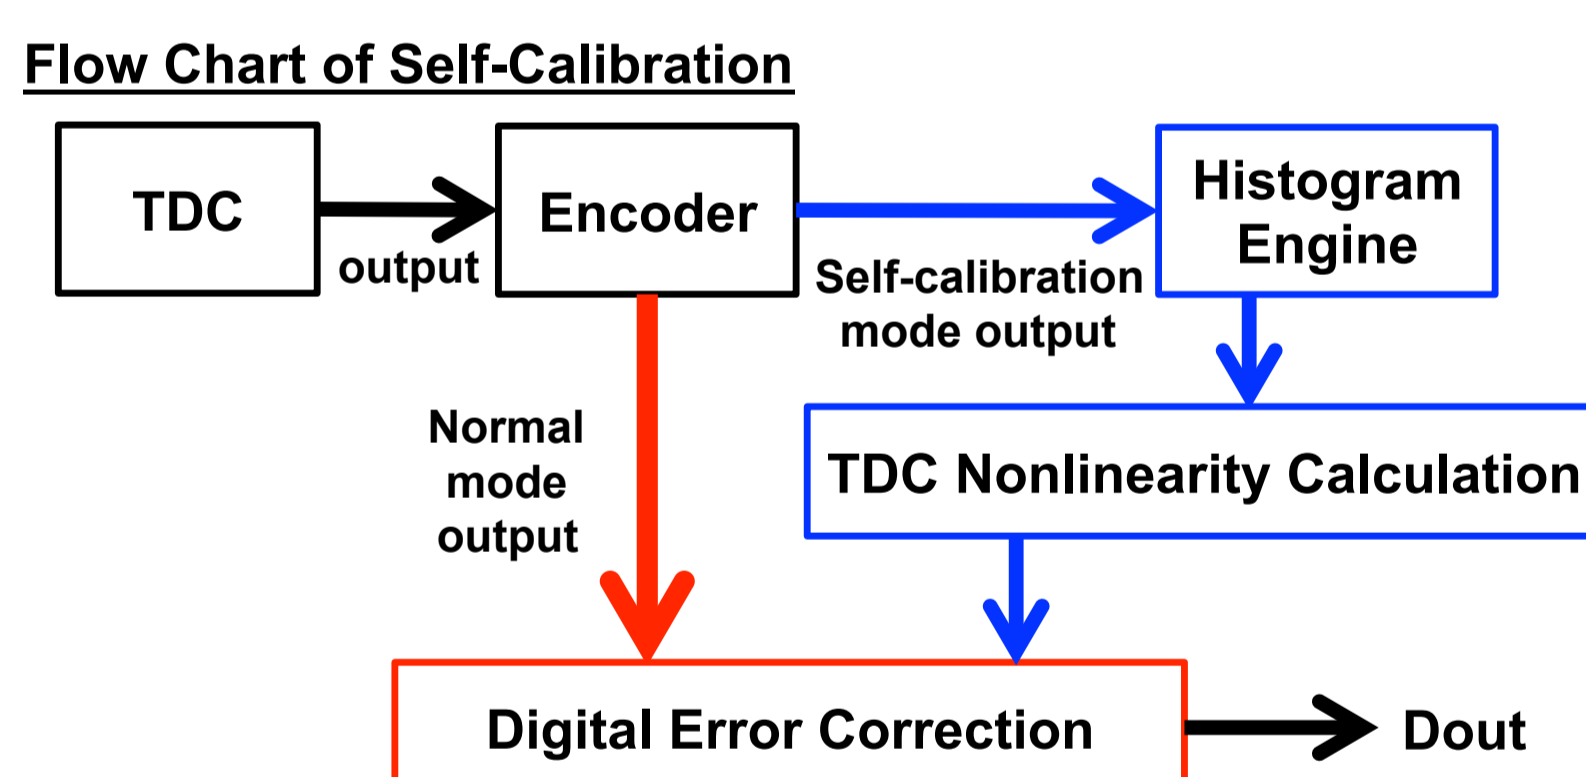 Flow Chart of Self-Calibration
TDC
output
Encoder
Self-calibration
mode output
Histogram
Engine
Normal
mode
output
TDC Nonlinearity Calculation
Digital Error Correction
Dout